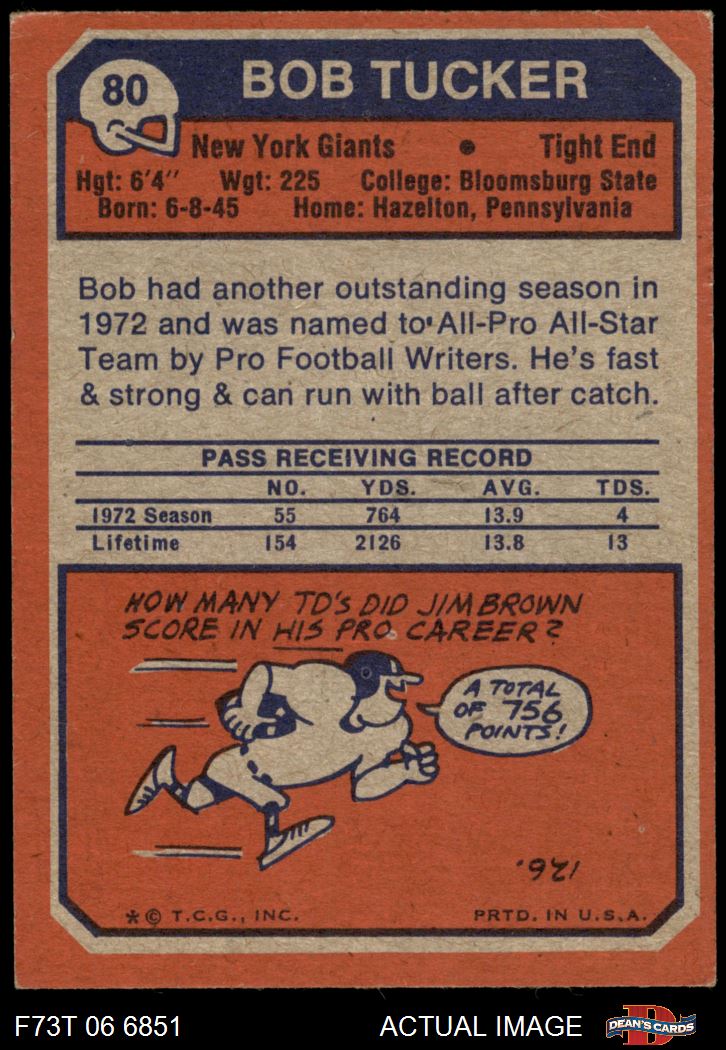 80
BOB TUCKER
New York Giants • Tight End
Hgt: 6'4" Wgt: 225 College: Bloomsburg State
Born: 6-8-45 Home: Hazelton, Pennsylvania
Bob had another outstanding season in
1972 and was named to All-Pro All-Star
Team by Pro Football Writers. He's fast
& strong & can run with ball after catch.
PASS RECEIVING RECORD
NO. YDS. AVG. TDS.
1972 Season 55 764 13.9 4
Lifetime 154 2126 13.8 13
HOW MANY TD'S DID JIM BROWN
SCORE IN HIS PRO CAREER?
A TOTAL
OF 756
POINTS!
126.
* © T.C.G., INC. PRTD. IN U.S.A.
F73T 06 6851 ACTUAL IMAGE
D
DEAN'S CARDS